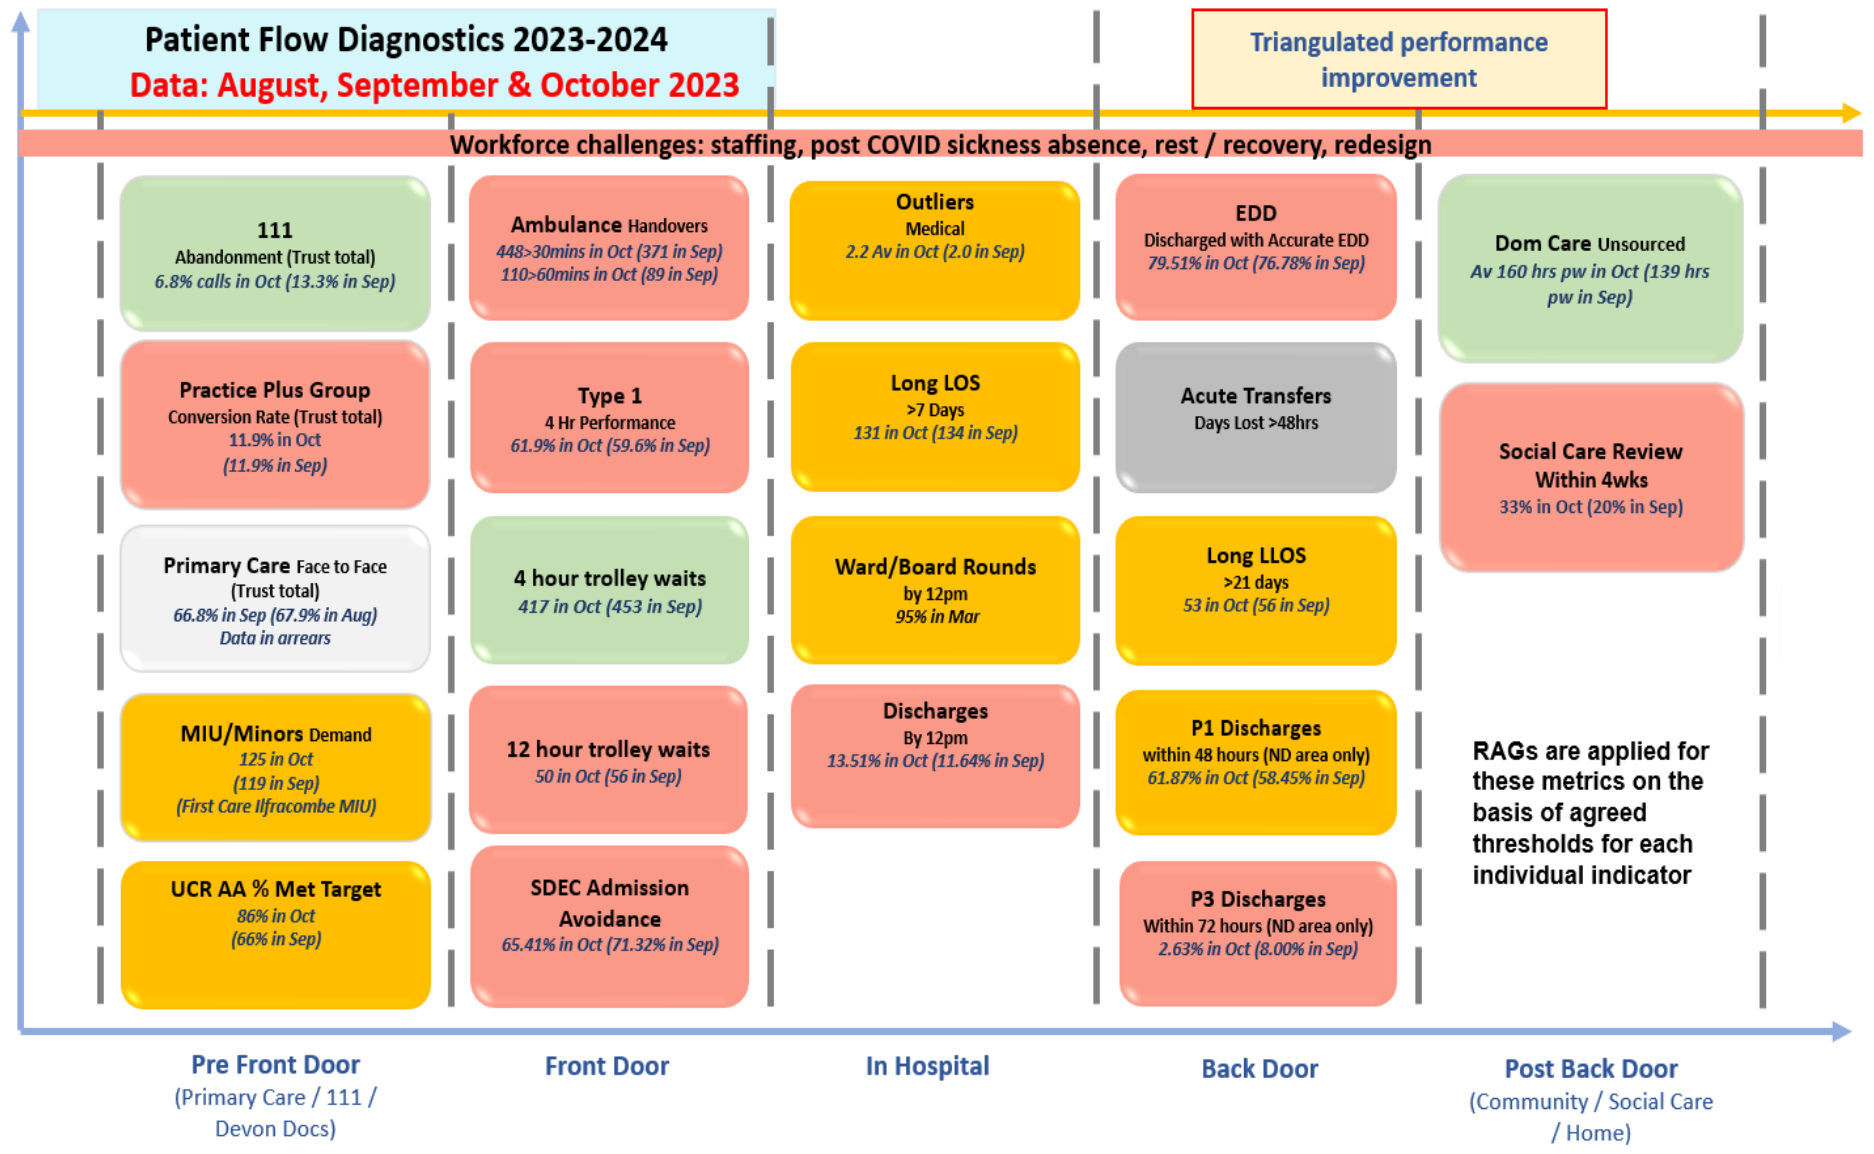 Patient Flow Diagnostics 2023-2024
Data: August, September & October 2023
Triangulated performance
improvement
Workforce challenges: staffing, post COVID sickness absence, rest / recovery, redesign
111
Abandonment (Trust total)
6.8% calls in Oct (13.3% in Sep)
Practice Plus Group
Conversion Rate (Trust total)
11.9% in Oct
(11.9% in Sep)
Primary Care Face to Face
(Trust total)
66.8% in Sep (67.9% in Aug)
Data in arrears
MIU/Minors Demand
125 in Oct
(119 in Sep)
(First Care Ilfracombe MIU)
UCR AA % Met Target
86% in Oct
(66% in Sep)
Ambulance Handovers
448>30mins in Oct (371 in Sep)
110>60mins in Oct (89 in Sep)
Type 1
4 Hr Performance
61.9% in Oct (59.6% in Sep)
4 hour trolley waits
417 in Oct (453 in Sep)
12 hour trolley waits
50 in Oct (56 in Sep)
SDEC Admission
Avoidance
65.41% in Oct (71.32% in Sep)
Outliers
Medical
2.2 Av in Oct (2.0 in Sep)
Long LOS
>7 Days
131 in Oct (134 in Sep)
Ward/Board Rounds
by 12pm
95% in Mar
Discharges
By 12pm
13.51% in Oct (11.64% in Sep)
EDD
Discharged with Accurate EDD
79.51% in Oct (76.78% in Sep)
Acute Transfers
Days Lost >48hrs
Long LLOS
>21 days
53 in Oct (56 in Sep)
P1 Discharges
within 48 hours (ND area only)
61.87% in Oct (58.45% in Sep)
P3 Discharges
Within 72 hours (ND area only)
2.63% in Oct (8.00% in Sep)
Dom Care Unsourced
Av 160 hrs pw in Oct (139 hrs
pw in Sep)
Social Care Review
Within 4wks
33% in Oct (20% in Sep)
RAGs are applied for
these metrics on the
basis of agreed
thresholds for each
individual indicator
Pre Front Door
(Primary Care / 111 /
Devon Docs)
Front Door
In Hospital
Back Door
Post Back Door
(Community / Social Care
/ Home)